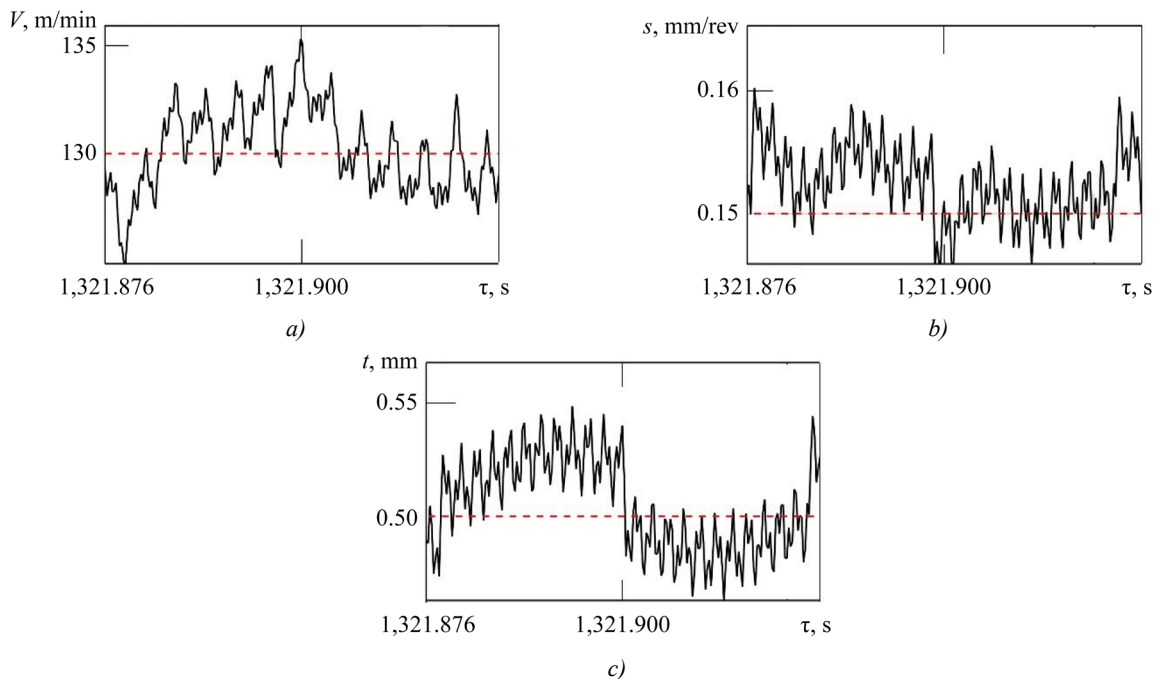 V, m/min
135
130
1,321.876 1,321.900 τ, s
a)
s, mm/rev
0.16
0.15
1,321.876 1,321.900 τ, s
b)
t, mm
0.55
0.50
1,321.876 1,321.900 τ, s
c)